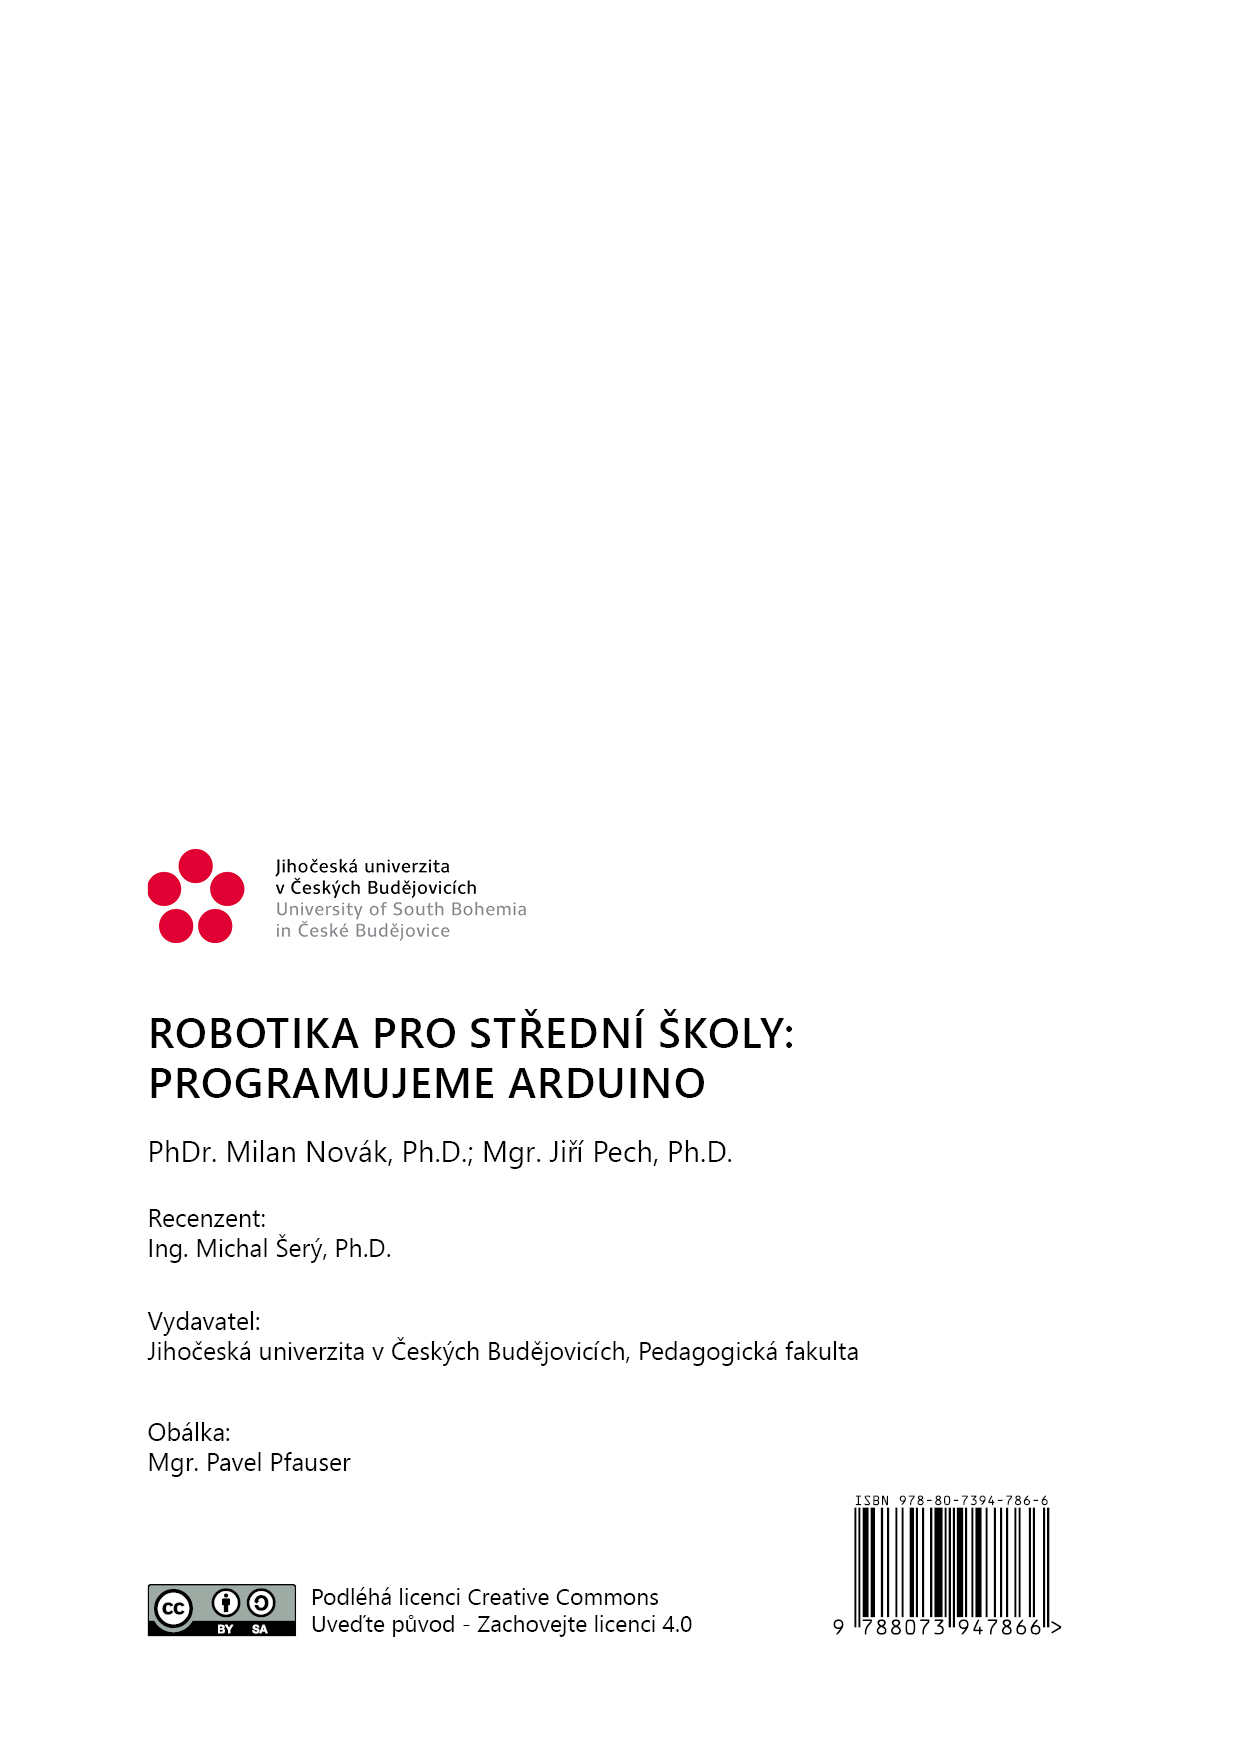 Jihočeská univerzita
v Českých Budějovicích
University of South Bohemia
in České Budějovice
ROBOTIKA PRO STŘEDNÍ ŠKOLY:
PROGRAMUJEME ARDUINO
PhDr. Milan Novák, Ph.D.; Mgr. Jiří Pech, Ph.D.
Recenzent:
Ing. Michal Šerý, Ph.D.
Vydavatel:
Jihočeská univerzita v Českých Budějovicích, Pedagogická fakulta
Obálka:
Mgr. Pavel Pfauser
ISBN 978-80-7394-786-6
9 788073 947866 >
cc BY SA
Podléhá licenci Creative Commons
Uveďte původ - Zachovejte licenci 4.0